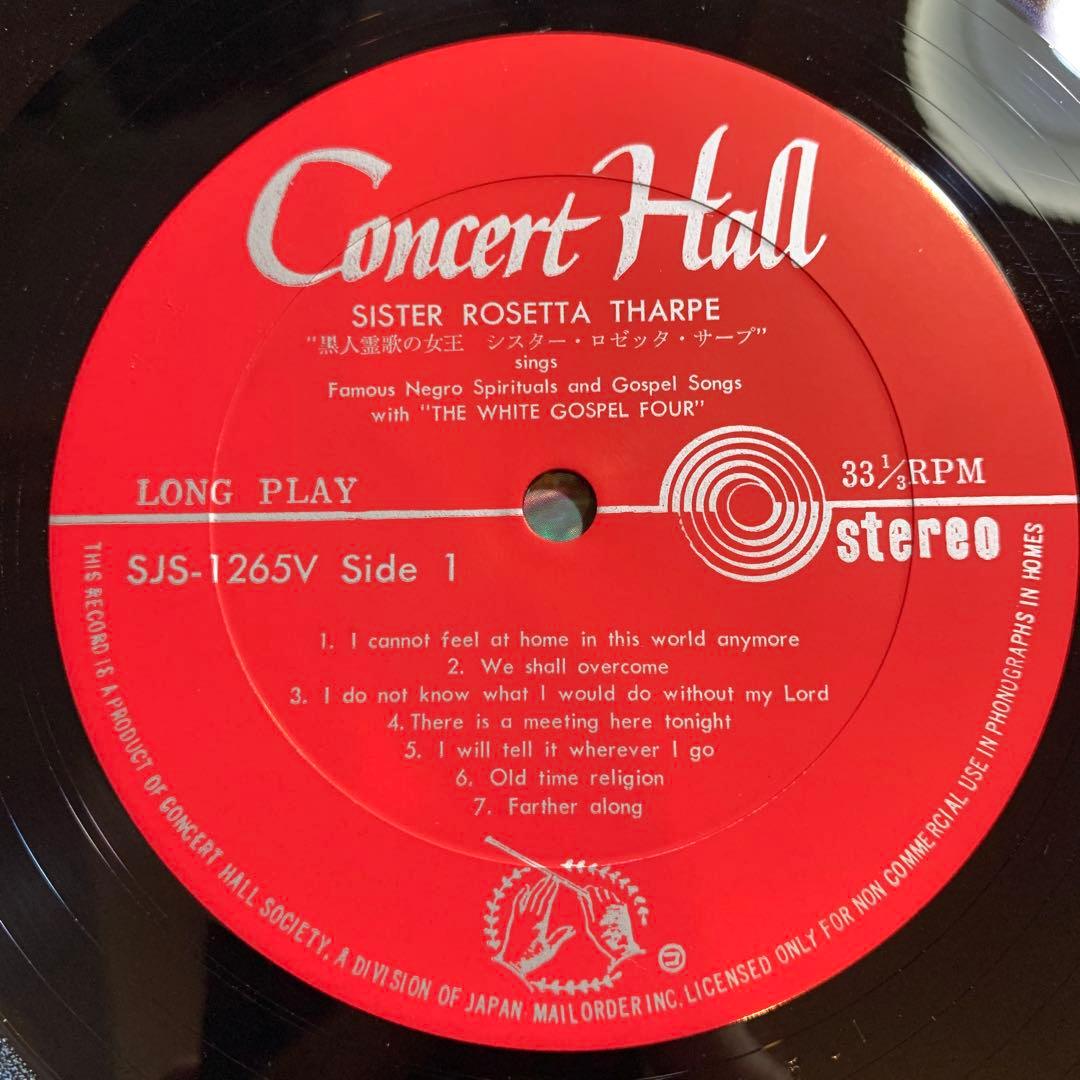 Concert Hall
SISTER ROSETTA THARPE
"黒人霊歌の女王 シスター・ロゼッタ・サープ"
sings
Famous Negro Spirituals and Gospel Songs
with "THE WHITE GOSPEL FOUR"
LONG PLAY
33 1/3 RPM
stereo
SJS-1265V Side 1
1. I cannot feel at home in this world anymore
2. We shall overcome
3. I do not know what I would do without my Lord
4. There is a meeting here tonight
5. I will tell it wherever I go
6. Old time religion
7. Farther along
コ
THIS RECORD IS A PRODUCT OF CONCERT HALL SOCIETY, A DIVISION OF JAPAN MAIL ORDER INC. LICENSED ONLY FOR NON COMMERCIAL USE IN PHONOGRAPHS IN HOMES